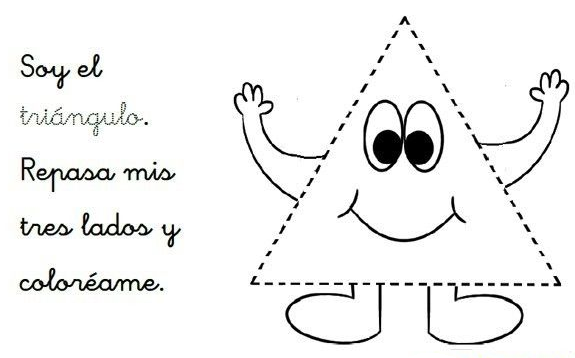 Soy el
triángulo.
Repasa mis
tres lados y
coloréame.